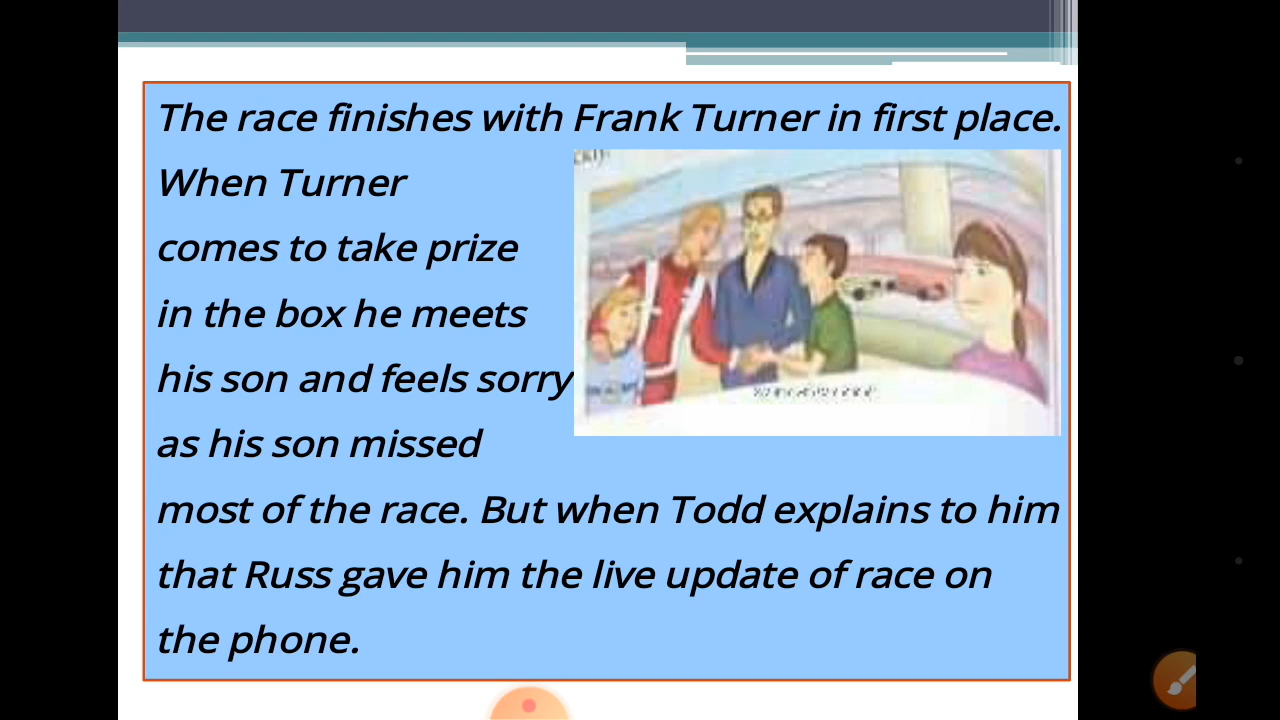 The race finishes with Frank Turner in first place.
When Turner
comes to take prize
in the box he meets
his son and feels sorry
as his son missed
most of the race. But when Todd explains to him
that Russ gave him the live update of race on
the phone.